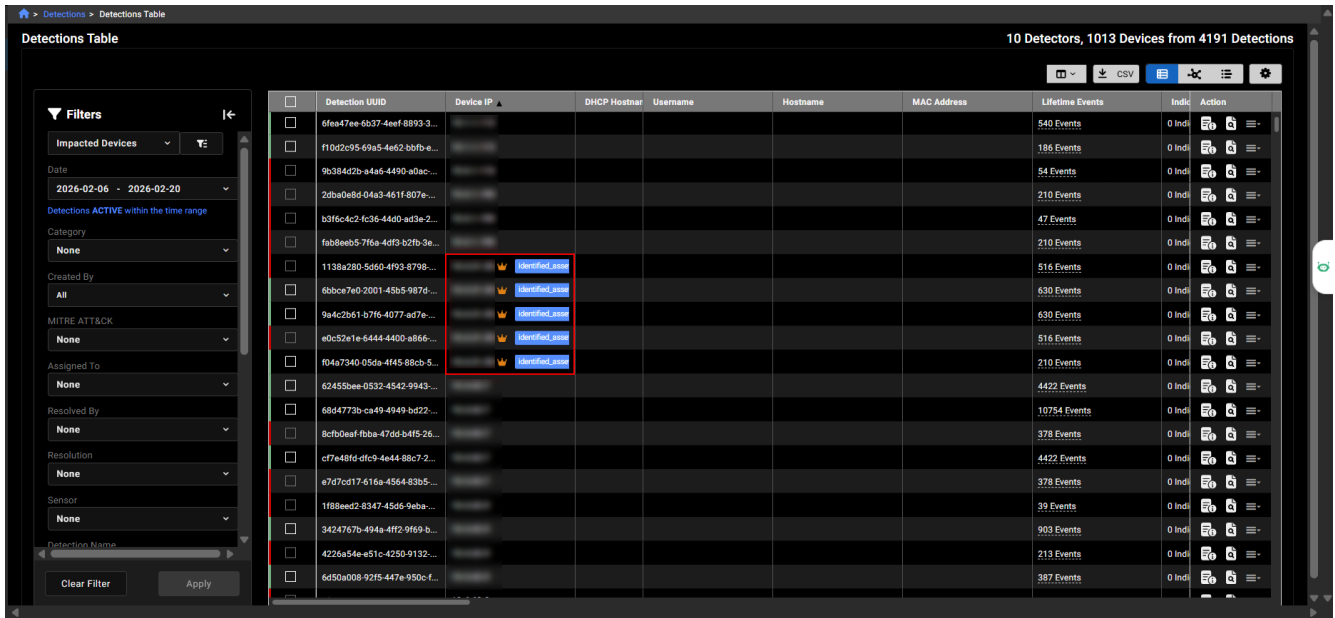 > Detections > Detections Table
Detections Table
10 Detectors, 1013 Devices from 4191 Detections
CSV
Filters
Impacted Devices
Date
2026-02-06 - 2026-02-20
Detections ACTIVE within the time range
Category
None
Created By
All
MITRE ATT&CK
None
Assigned To
None
Resolved By
None
Resolution
None
Sensor
None
Detection Name
Clear Filter Apply
Detection UUID Device IP DHCP Hostnar Username Hostname MAC Address Lifetime Events Indic Action
6fea47ee-6b37-4eef-8893-3... 540 Events 0 Indi
f10d2c95-69a5-4e62-bbfb-e... 186 Events 0 Indi
9b384d2b-a4a6-4490-a0ac-... 54 Events 0 Indi
2dba0e8d-04a3-461f-807e-... 210 Events 0 Indi
b3f6c4c2-fc36-44d0-ad3e-2... 47 Events 0 Indi
fab8eeb5-7f6a-4df3-b2fb-3e... 210 Events 0 Indi
1138a280-5d60-4f93-8798-... identified_asse 516 Events 0 Indi
6bbce7e0-2001-45b5-987d-... identified_asse 630 Events 0 Indi
9a4c2b61-b7f6-4077-ad7e-... identified_asse 630 Events 0 Indi
e0c52e1e-6444-4400-a866-... identified_asse 516 Events 0 Indi
f04a7340-05da-4f45-88cb-5... identified_asse 210 Events 0 Indi
62455bee-0532-4542-9943-... 4422 Events 0 Indi
68d4773b-ca49-4949-bd22-... 10754 Events 0 Indi
8cfb0eaf-fbba-47dd-b4f5-26... 378 Events 0 Indi
cf7e48fd-dfc9-4e44-88c7-2... 4422 Events 0 Indi
e7d7cd17-616a-4564-83b5-... 378 Events 0 Indi
1f88eed2-8347-45d6-9eba-... 39 Events 0 Indi
3424767b-494a-4ff2-9f69-b... 903 Events 0 Indi
4226a54e-e51c-4250-9132-... 213 Events 0 Indi
6d50a008-92f5-447e-950c-f... 387 Events 0 Indi